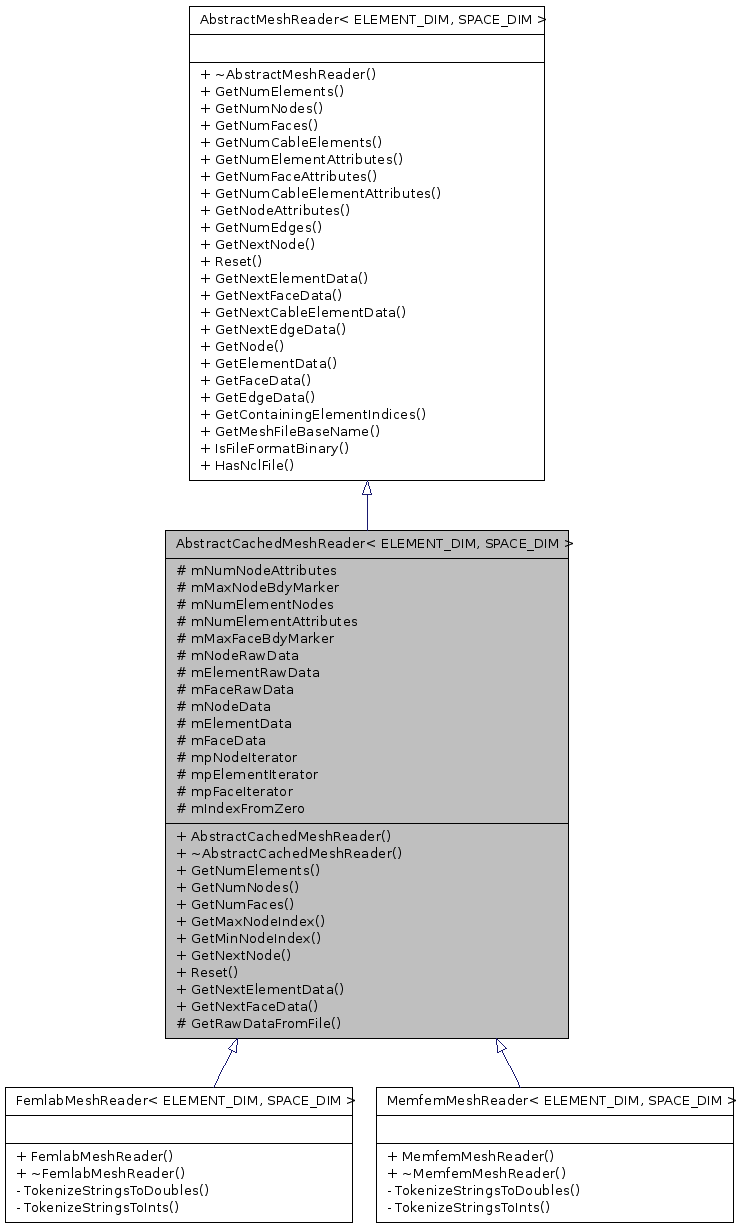 AbstractMeshReader< ELEMENT_DIM, SPACE_DIM >
+ ~AbstractMeshReader()
+ GetNumElements()
+ GetNumNodes()
+ GetNumFaces()
+ GetNumCableElements()
+ GetNumElementAttributes()
+ GetNumFaceAttributes()
+ GetNumCableElementAttributes()
+ GetNodeAttributes()
+ GetNumEdges()
+ GetNextNode()
+ Reset()
+ GetNextElementData()
+ GetNextFaceData()
+ GetNextCableElementData()
+ GetNextEdgeData()
+ GetNode()
+ GetElementData()
+ GetFaceData()
+ GetEdgeData()
+ GetContainingElementIndices()
+ GetMeshFileBaseName()
+ IsFileFormatBinary()
+ HasNclFile()
AbstractCachedMeshReader< ELEMENT_DIM, SPACE_DIM >
# mNumNodeAttributes
# mMaxNodeBdyMarker
# mNumElementNodes
# mNumElementAttributes
# mMaxFaceBdyMarker
# mNodeRawData
# mElementRawData
# mFaceRawData
# mNodeData
# mElementData
# mFaceData
# mpNodeIterator
# mpElementIterator
# mpFaceIterator
# mIndexFromZero
+ AbstractCachedMeshReader()
+ ~AbstractCachedMeshReader()
+ GetNumElements()
+ GetNumNodes()
+ GetNumFaces()
+ GetMaxNodeIndex()
+ GetMinNodeIndex()
+ GetNextNode()
+ Reset()
+ GetNextElementData()
+ GetNextFaceData()
# GetRawDataFromFile()
FemlabMeshReader< ELEMENT_DIM, SPACE_DIM >
+ FemlabMeshReader()
+ ~FemlabMeshReader()
- TokenizeStringsToDoubles()
- TokenizeStringsToInts()
MemfemMeshReader< ELEMENT_DIM, SPACE_DIM >
+ MemfemMeshReader()
+ ~MemfemMeshReader()
- TokenizeStringsToDoubles()
- TokenizeStringsToInts()